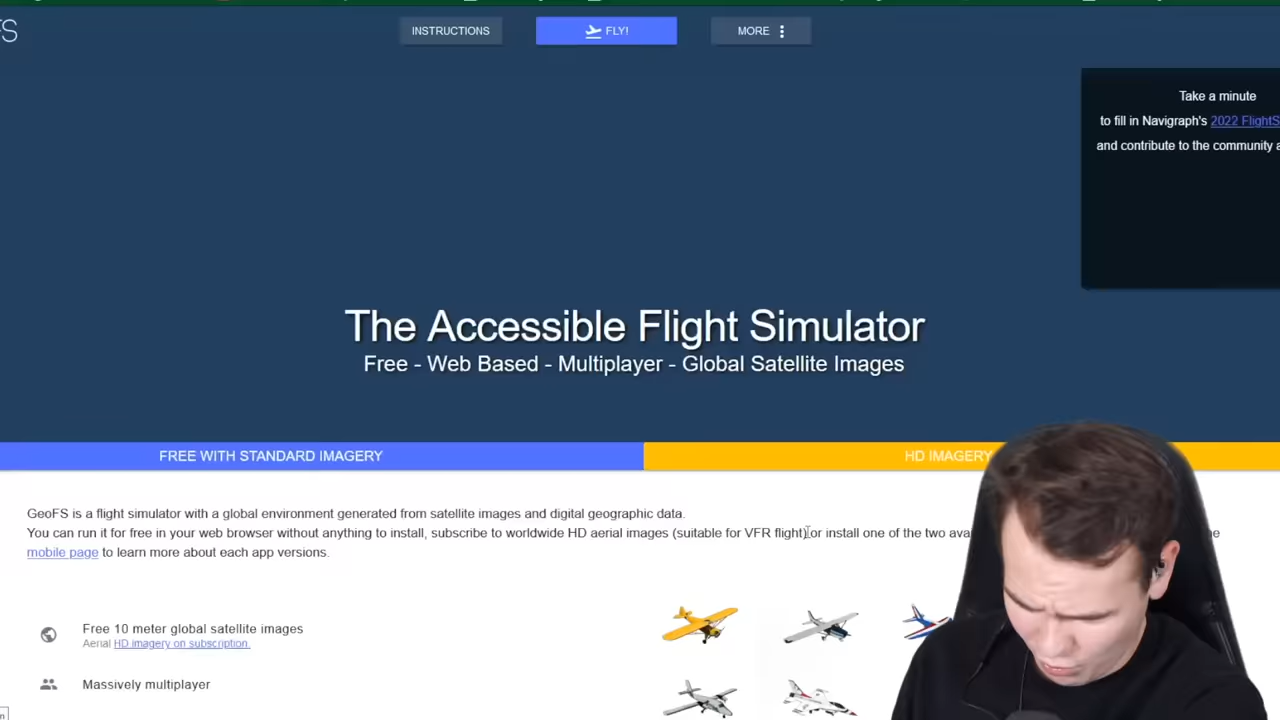 FS
INSTRUCTIONS
FLY!
MORE
Take a minute
to fill in Navigraph's 2022 FlightS
and contribute to the community a
The Accessible Flight Simulator
Free - Web Based - Multiplayer - Global Satellite Images
FREE WITH STANDARD IMAGERY
HD IMAGERY
GeoFS is a flight simulator with a global environment generated from satellite images and digital geographic data.
You can run it for free in your web browser without anything to install, subscribe to worldwide HD aerial images (suitable for VFR flight) or install one of the two ava
mobile page to learn more about each app versions.
Free 10 meter global satellite images
Aerial HD imagery on subscription.
Massively multiplayer